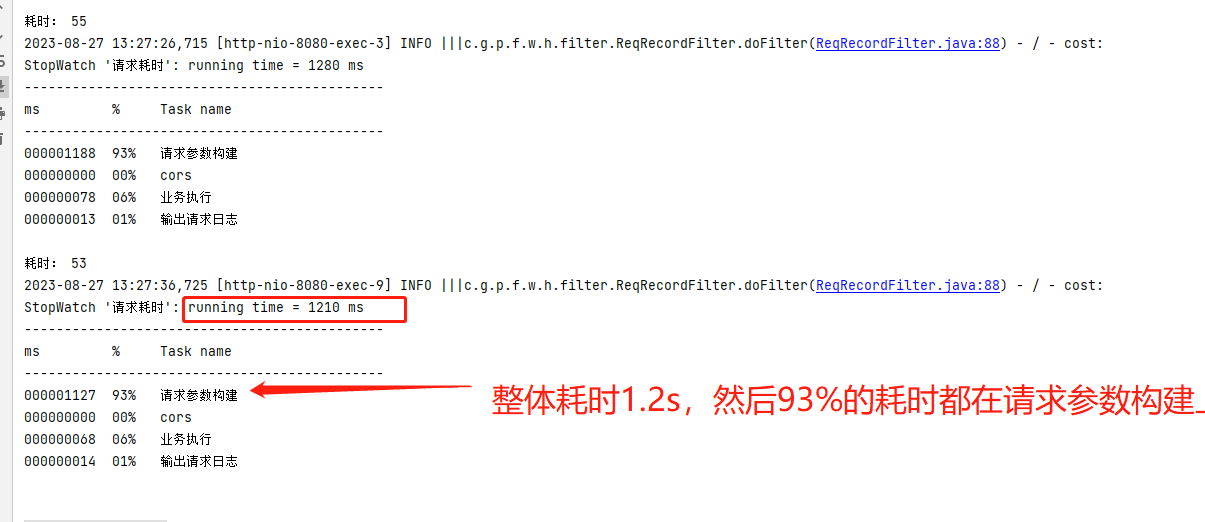 耗时： 55
2023-08-27 13:27:26,715 [http-nio-8080-exec-3] INFO |||c.g.p.f.w.h.filter.ReqRecordFilter.doFilter(ReqRecordFilter.java:88) - / - cost:
StopWatch '请求耗时': running time = 1280 ms
---------------------------------------------
ms         %     Task name
---------------------------------------------
000001188  93%   请求参数构建
000000000  00%   cors
000000078  06%   业务执行
000000013  01%   输出请求日志
耗时： 53
2023-08-27 13:27:36,725 [http-nio-8080-exec-9] INFO |||c.g.p.f.w.h.filter.ReqRecordFilter.doFilter(ReqRecordFilter.java:88) - / - cost:
StopWatch '请求耗时': running time = 1210 ms
---------------------------------------------
ms         %     Task name
---------------------------------------------
000001127  93%   请求参数构建
整体耗时1.2s，然后93%的耗时都在请求参数构建
000000000  00%   cors
000000068  06%   业务执行
000000014  01%   输出请求日志